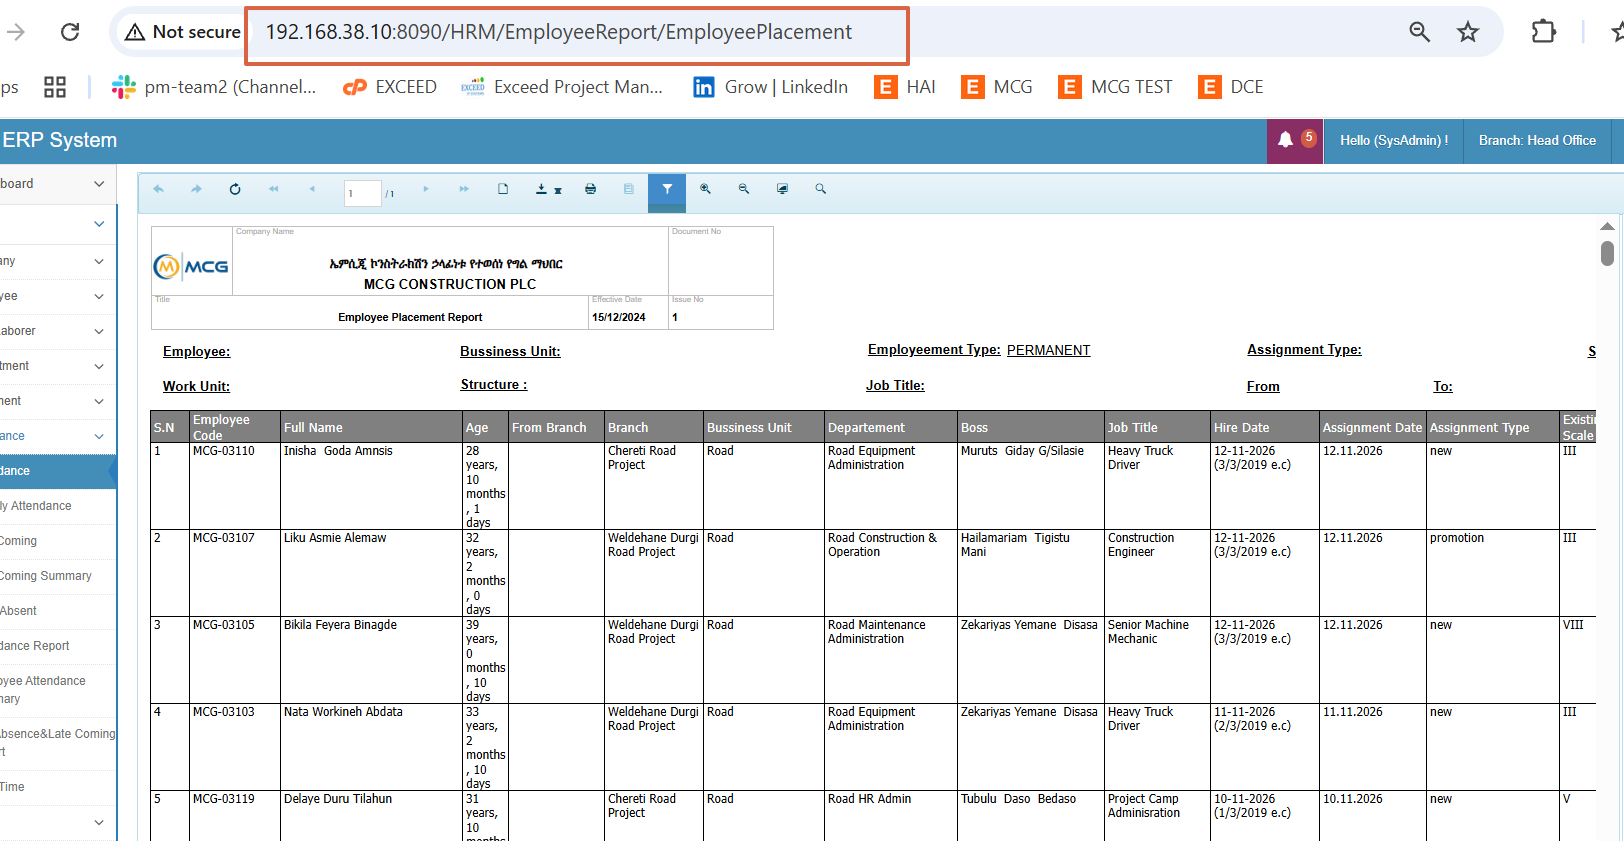 Not secure 192.168.38.10:8090/HRM/EmployeeReport/EmployeePlacement
ps pm-team2 (Channel... EXCEED Exceed Project Man... Grow | LinkedIn HAI MCG MCG TEST DCE
ERP System 5 Hello (SysAdmin) ! Branch: Head Office
board
any
yee
aborer
tment
ment
ance
dance
ly Attendance
Coming
Coming Summary
Absent
dance Report
oyee Attendance
mary
bsence&Late Coming
rt
Time
1 / 1
Company Name Document No
MCG
ኤምሲጂ ኮንስትራክሽን ኃላፊነቱ የተወሰነ የግል ማህበር
MCG CONSTRUCTION PLC
Title Effective Date Issue No
Employee Placement Report 15/12/2024 1
Employee: Bussiness Unit: Employeement Type: PERMANENT Assignment Type: S
Work Unit: Structure : Job Title: From To:
S.N Employee Code Full Name Age From Branch Branch Bussiness Unit Departement Boss Job Title Hire Date Assignment Date Assignment Type Existin Scale
1 MCG-03110 Inisha Goda Amnsis 28 years, 10 months , 1 days Chereti Road Project Road Road Equipment Administration Muruts Giday G/Silasie Heavy Truck Driver 12-11-2026 (3/3/2019 e.c) 12.11.2026 new III
2 MCG-03107 Liku Asmie Alemaw 32 years, 2 months , 0 days Weldehane Durgi Road Project Road Road Construction & Operation Hailamariam Tigistu Mani Construction Engineer 12-11-2026 (3/3/2019 e.c) 12.11.2026 promotion III
3 MCG-03105 Bikila Feyera Binagde 39 years, 0 months , 10 days Weldehane Durgi Road Project Road Road Maintenance Administration Zekariyas Yemane Disasa Senior Machine Mechanic 12-11-2026 (3/3/2019 e.c) 12.11.2026 new VIII
4 MCG-03103 Nata Workineh Abdata 33 years, 2 months , 10 days Weldehane Durgi Road Project Road Road Equipment Administration Zekariyas Yemane Disasa Heavy Truck Driver 11-11-2026 (2/3/2019 e.c) 11.11.2026 new III
5 MCG-03119 Delaye Duru Tilahun 31 years, 10 months Chereti Road Project Road Road HR Admin Tubulu Daso Bedaso Project Camp Adminisration 10-11-2026 (1/3/2019 e.c) 10.11.2026 new V